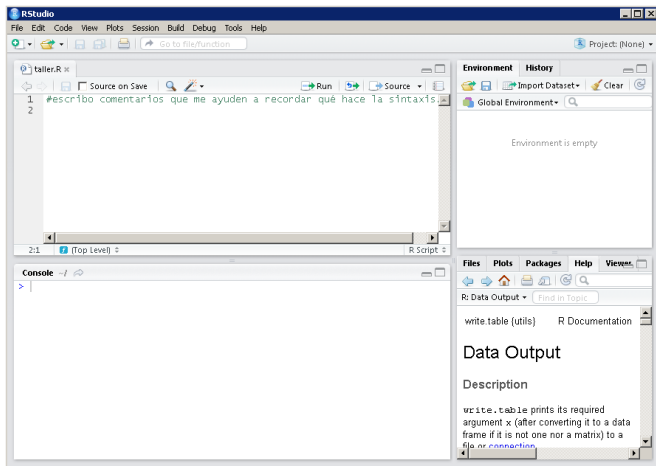 RStudio
File Edit Code View Plots Session Build Debug Tools Help
Go to file/function
Project: (None)
taller.R
Source on Save
Run
Source
1 #escribo comentarios que me ayuden a recordar qué hace la sintaxis.
2
2:1 (Top Level) R Script
Console ~/
>
Environment History
Import Dataset Clear
Global Environment
Environment is empty
Files Plots Packages Help Viewer
R: Data Output Find in Topic
write.table {utils} R Documentation
Data Output
Description
write.table prints its required
argument x (after converting it to a data
frame if it is not one nor a matrix) to a
file or connection.